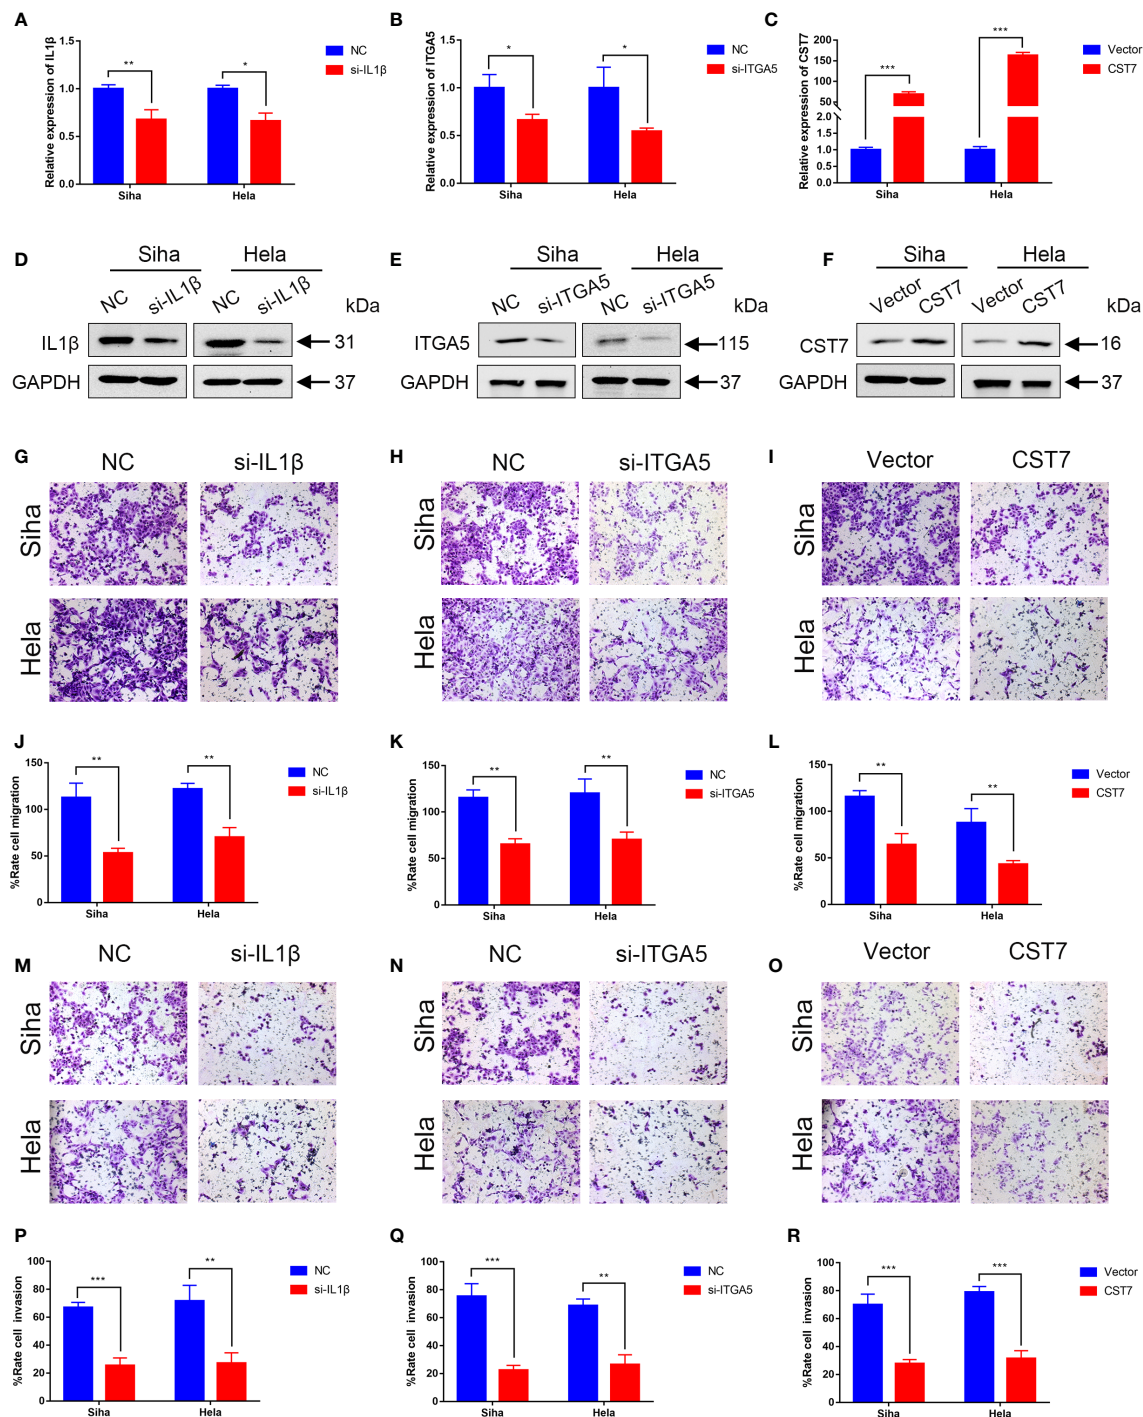 A
Relative expression of IL1β
1.5
1.0
0.5
0.0
**
*
Siha
Hela
NC
si-IL1β
B
Relative expression of ITGA5
1.5
1.0
0.5
0.0
*
*
Siha
Hela
NC
si-ITGA5
C
Relative expression of CST7
200
150
100
50
2.0
1.5
1.0
0.5
0.0
***
***
Siha
Hela
Vector
CST7
D
Siha
Hela
NC
si-IL1β
NC
si-IL1β
kDa
IL1β
31
GAPDH
37
E
Siha
Hela
NC
si-ITGA5
NC
si-ITGA5
kDa
ITGA5
115
GAPDH
37
F
Siha
Hela
Vector
CST7
Vector
CST7
kDa
CST7
16
GAPDH
37
G
NC
si-IL1β
Siha
Hela
H
NC
si-ITGA5
Siha
Hela
I
Vector
CST7
Siha
Hela
J
%Rate cell migration
150
100
50
0
**
**
Siha
Hela
NC
si-IL1β
K
%Rate cell migration
150
100
50
0
**
**
Siha
Hela
NC
si-ITGA5
L
%Rate cell migration
150
100
50
0
**
**
Siha
Hela
Vector
CST7
M
NC
si-IL1β
Siha
Hela
N
NC
si-ITGA5
Siha
Hela
O
Vector
CST7
Siha
Hela
P
%Rate cell invasion
100
80
60
40
20
0
***
**
Siha
Hela
NC
si-IL1β
Q
%Rate cell invasion
100
80
60
40
20
0
***
**
Siha
Hela
NC
si-ITGA5
R
%Rate cell invasion
100
80
60
40
20
0
***
***
Siha
Hela
Vector
CST7